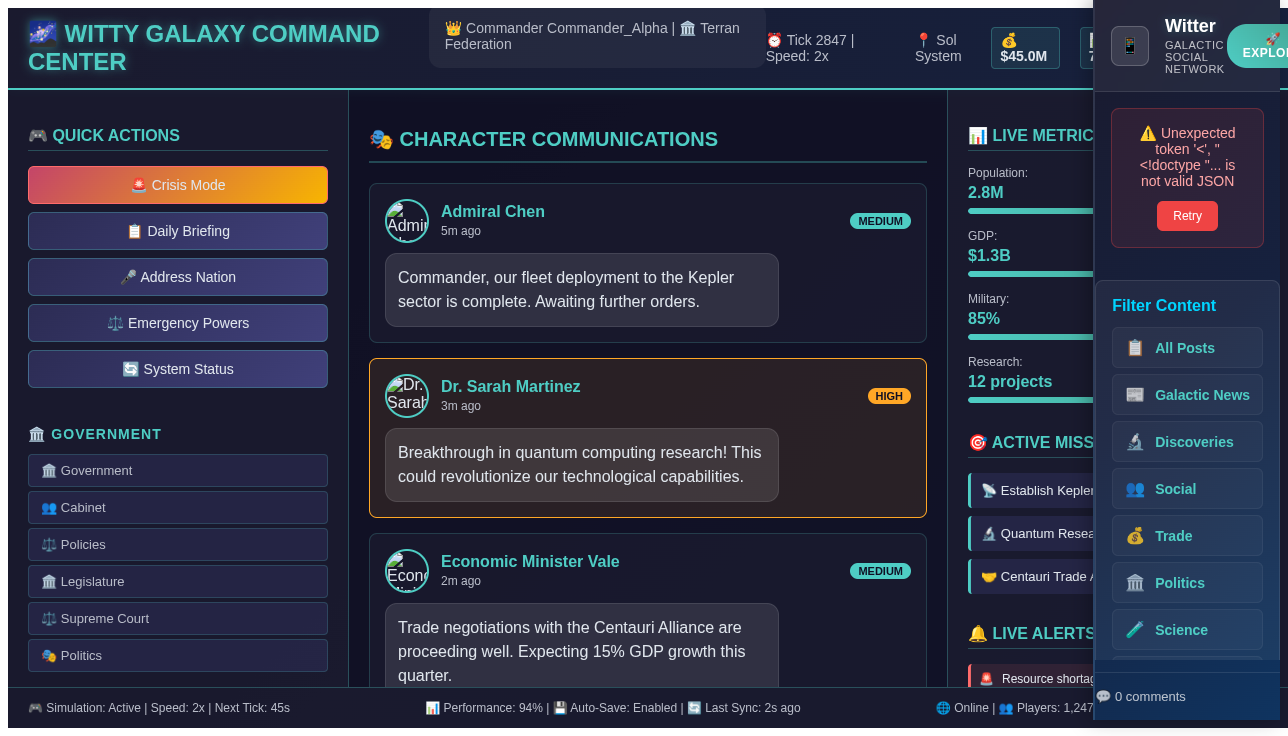 🌌 WITTY GALAXY COMMAND
CENTER
👑 Commander Commander_Alpha | 🏛️ Terran
Federation
⏰ Tick 2847 |
Speed: 2x
📍 Sol
System
💰
$45.0M
📱
Witter
GALACTIC
SOCIAL
NETWORK
🚀
🎮 QUICK ACTIONS
🚨 Crisis Mode
📋 Daily Briefing
🎤 Address Nation
⚖️ Emergency Powers
🔄 System Status
🏛️ GOVERNMENT
🏛️ Government
👥 Cabinet
⚖️ Policies
🏛️ Legislature
⚖️ Supreme Court
🎭 Politics
🎭 CHARACTER COMMUNICATIONS
Admiral Chen
5m ago
MEDIUM
Commander, our fleet deployment to the Kepler
sector is complete. Awaiting further orders.
Dr.
Sarah
Dr. Sarah Martinez
3m ago
HIGH
Breakthrough in quantum computing research! This
could revolutionize our technological capabilities.
Economic Minister Vale
2m ago
MEDIUM
Trade negotiations with the Centauri Alliance are
proceeding well. Expecting 15% GDP growth this
quarter.
📊 LIVE METRIC
Population:
2.8M
GDP:
$1.3B
Military:
85%
Research:
12 projects
🎯 ACTIVE MISS
📡 Establish Kepler
🔬 Quantum Resea
🤝 Centauri Trade
🔔 LIVE ALERTS
🚨 Resource shortag
⚠️ Unexpected
token '<', "
<!doctype "... is
not valid JSON
Retry
Filter Content
📋 All Posts
📰 Galactic News
🔬 Discoveries
👥 Social
💰 Trade
🏛️ Politics
🧪 Science
💬 0 comments
🎮 Simulation: Active | Speed: 2x | Next Tick: 45s
📊 Performance: 94% | 💾 Auto-Save: Enabled | 🔄 Last Sync: 2s ago
🌐 Online | 👥 Players: 1,247